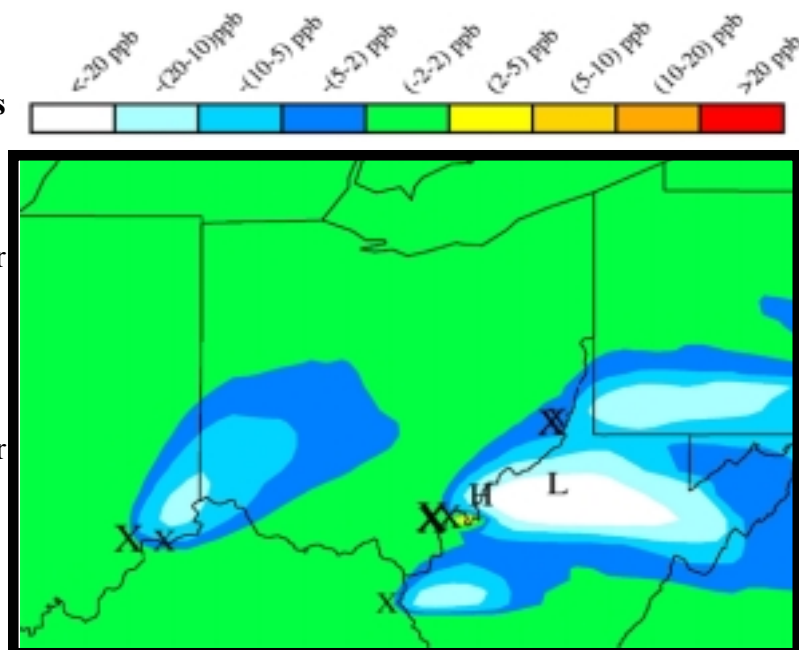 <-20 ppb
-(20-10)ppb
-(10-5) ppb
-(5-2) ppb
(-2-2) ppb
(2-5) ppb
(5-10) ppb
(10-20) ppb
>20 ppb
s
r
r
X
L
H
X X
X X
X